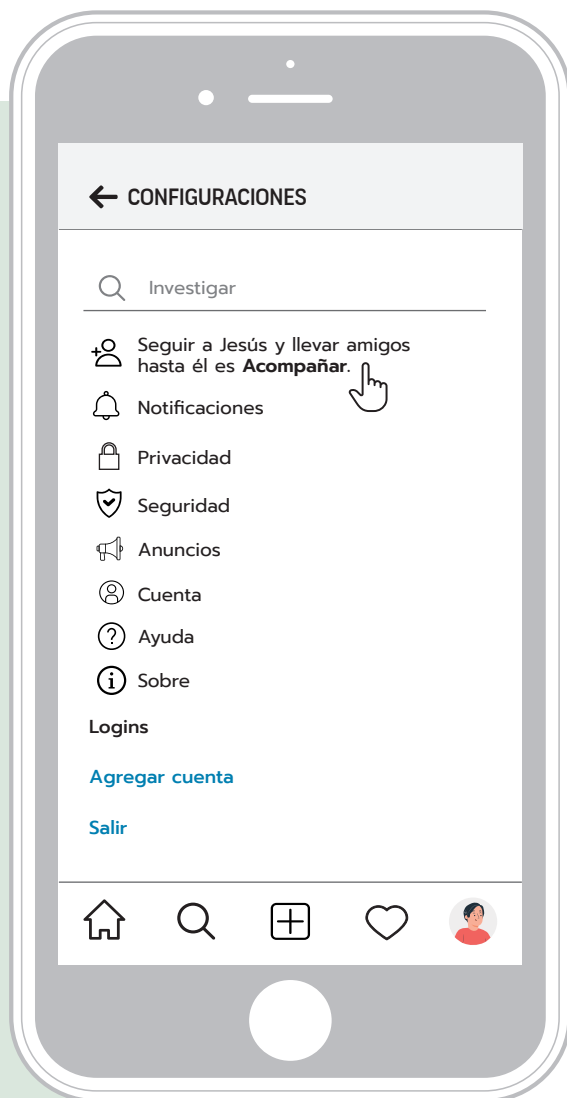 CONFIGURACIONES
Investigar
Seguir a Jesús y llevar amigos
hasta él es Acompañar.
Notificaciones
Privacidad
Seguridad
Anuncios
Cuenta
Ayuda
Sobre
Logins
Agregar cuenta
Salir